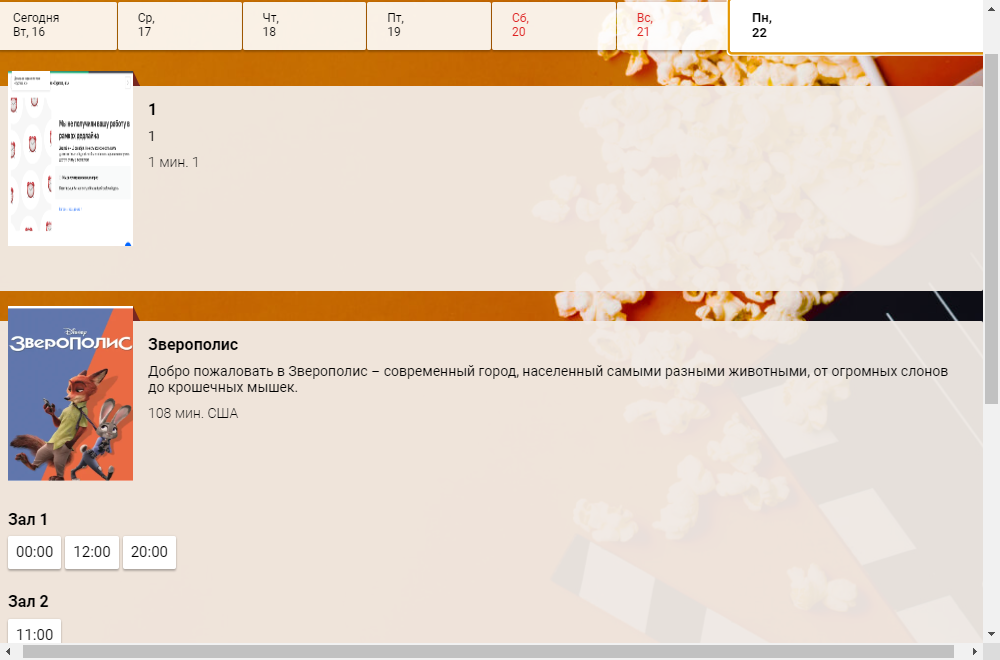 Сегодня
Вт, 16
Ср,
17
Чт,
18
Пт,
19
Сб,
20
Вс,
21
Пн,
22
Мы не получили вашу работу в
рамках дедлайна
1
1
1 мин. 1
Disney
ЗВЕРОПОЛИС
Зверополис
Добро пожаловать в Зверополис – современный город, населенный самыми разными животными, от огромных слонов
до крошечных мышек.
108 мин. США
Зал 1
00:00 12:00 20:00
Зал 2
11:00